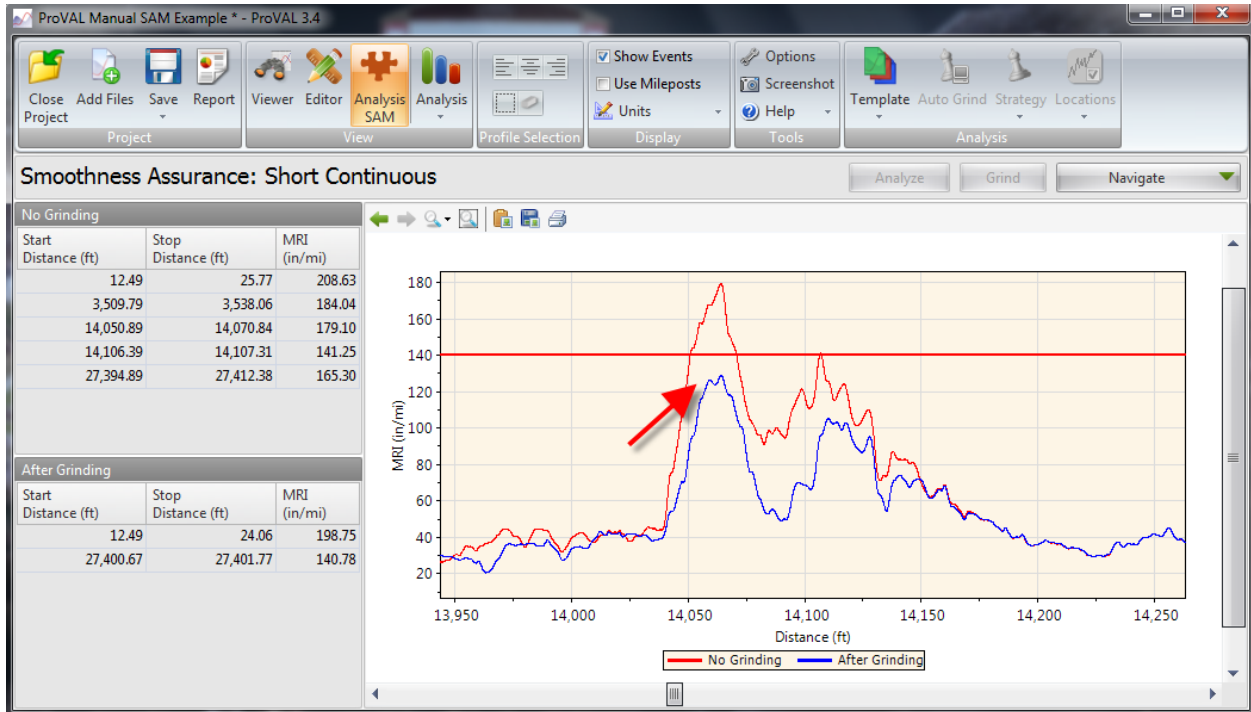 ProVAL Manual SAM Example * - ProVAL 3.4
Close Project
Add Files
Save
Report
Project
Viewer
Editor
Analysis SAM
Analysis
View
Profile Selection
Show Events
Use Mileposts
Units
Display
Options
Screenshot
Help
Tools
Template
Auto Grind
Strategy
Locations
Analysis
Smoothness Assurance: Short Continuous
Analyze
Grind
Navigate
No Grinding
Start Distance (ft) Stop Distance (ft) MRI (in/mi)
12.49 25.77 208.63
3,509.79 3,538.06 184.04
14,050.89 14,070.84 179.10
14,106.39 14,107.31 141.25
27,394.89 27,412.38 165.30
After Grinding
Start Distance (ft) Stop Distance (ft) MRI (in/mi)
12.49 24.06 198.75
27,400.67 27,401.77 140.78
MRI (in/mi)
180
160
140
120
100
80
60
40
20
13,950 14,000 14,050 14,100 14,150 14,200 14,250
Distance (ft)
No Grinding After Grinding